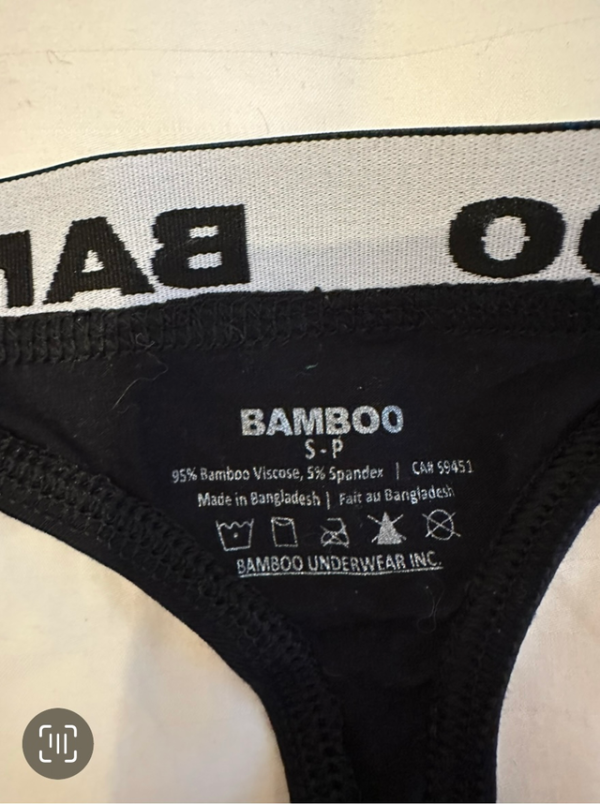 BAMBOO
S - P
95% Bamboo Viscose, 5% Spandex | CA# 59451
Made in Bangladesh | Fait au Bangladesh
BAMBOO UNDERWEAR INC.